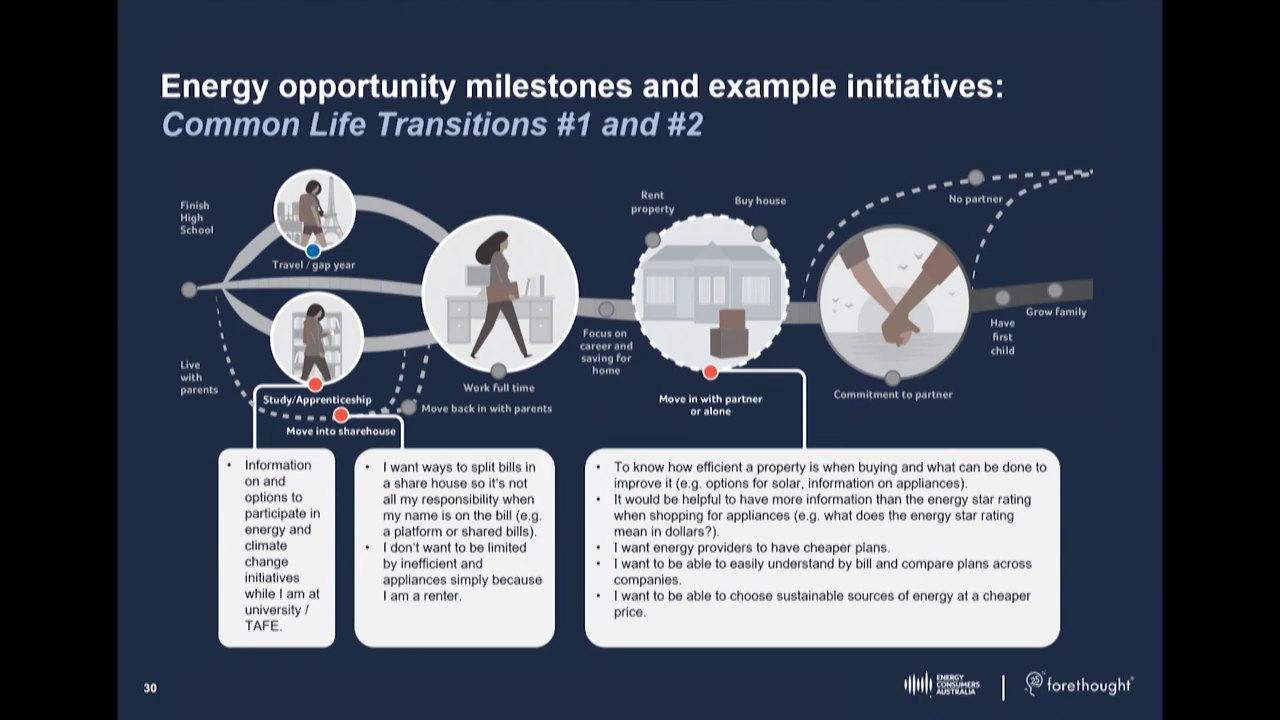 Energy opportunity milestones and example initiatives:
Common Life Transitions #1 and #2
Finish
High
School
Travel / gap year
Live
with
parents
Study/Apprenticeship
Move into sharehouse
Move back in with parents
Work full time
Focus on
career and
saving for
home
Rent
property
Buy house
Move in with partner
or alone
No partner
Commitment to partner
Have
first
child
Grow family
• Information
on and
options to
participate in
energy and
climate
change
initiatives
while I am at
university /
TAFE.
• I want ways to split bills in
a share house so it's not
all my responsibility when
my name is on the bill (e.g.
a platform or shared bills).
• I don't want to be limited
by inefficient and
appliances simply because
I am a renter.
• To know how efficient a property is when buying and what can be done to
improve it (e.g. options for solar, information on appliances).
• It would be helpful to have more information than the energy star rating
when shopping for appliances (e.g. what does the energy star rating
mean in dollars?).
• I want energy providers to have cheaper plans.
• I want to be able to easily understand by bill and compare plans across
companies.
• I want to be able to choose sustainable sources of energy at a cheaper
price.
30
ENERGY
CONSUMERS
AUSTRALIA
25
forethought